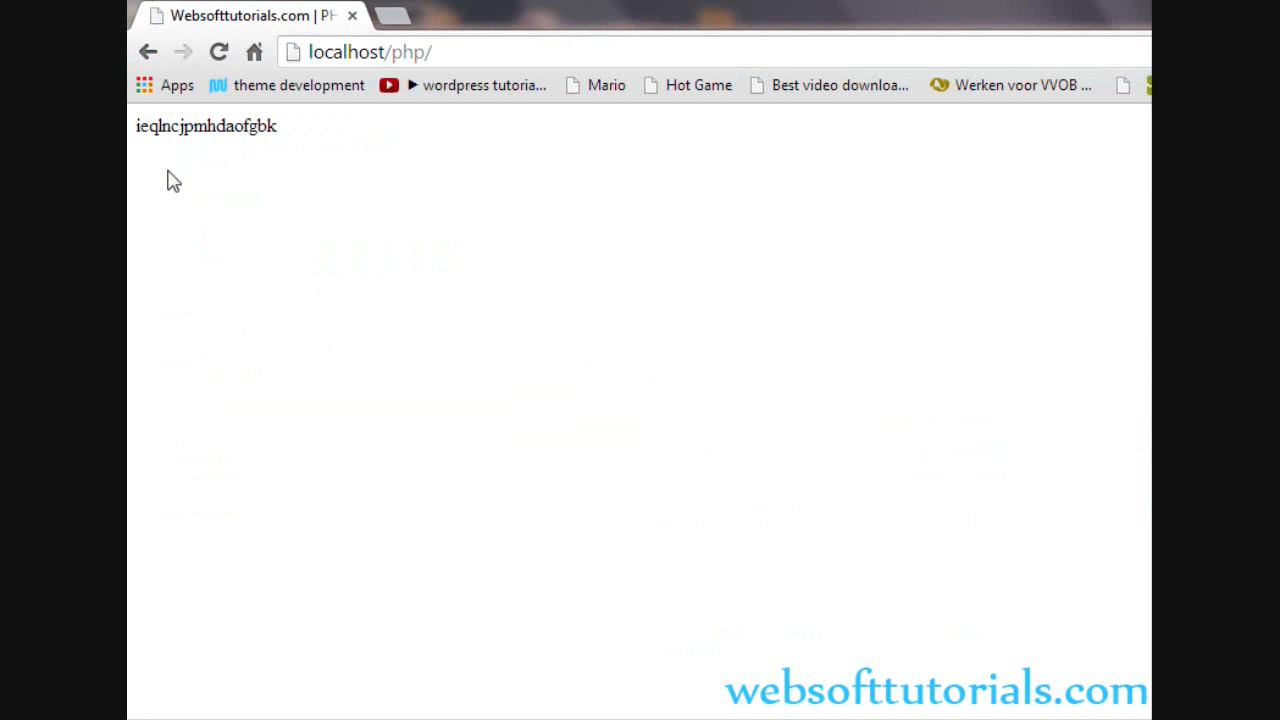 Websofttutorials.com | PH
localhost/php/
Apps theme development ► wordpress tutoria... Mario Hot Game Best video downloa... Werken voor VVOB ...
ieqlncjpmhdaofgbk
websofttutorials.com